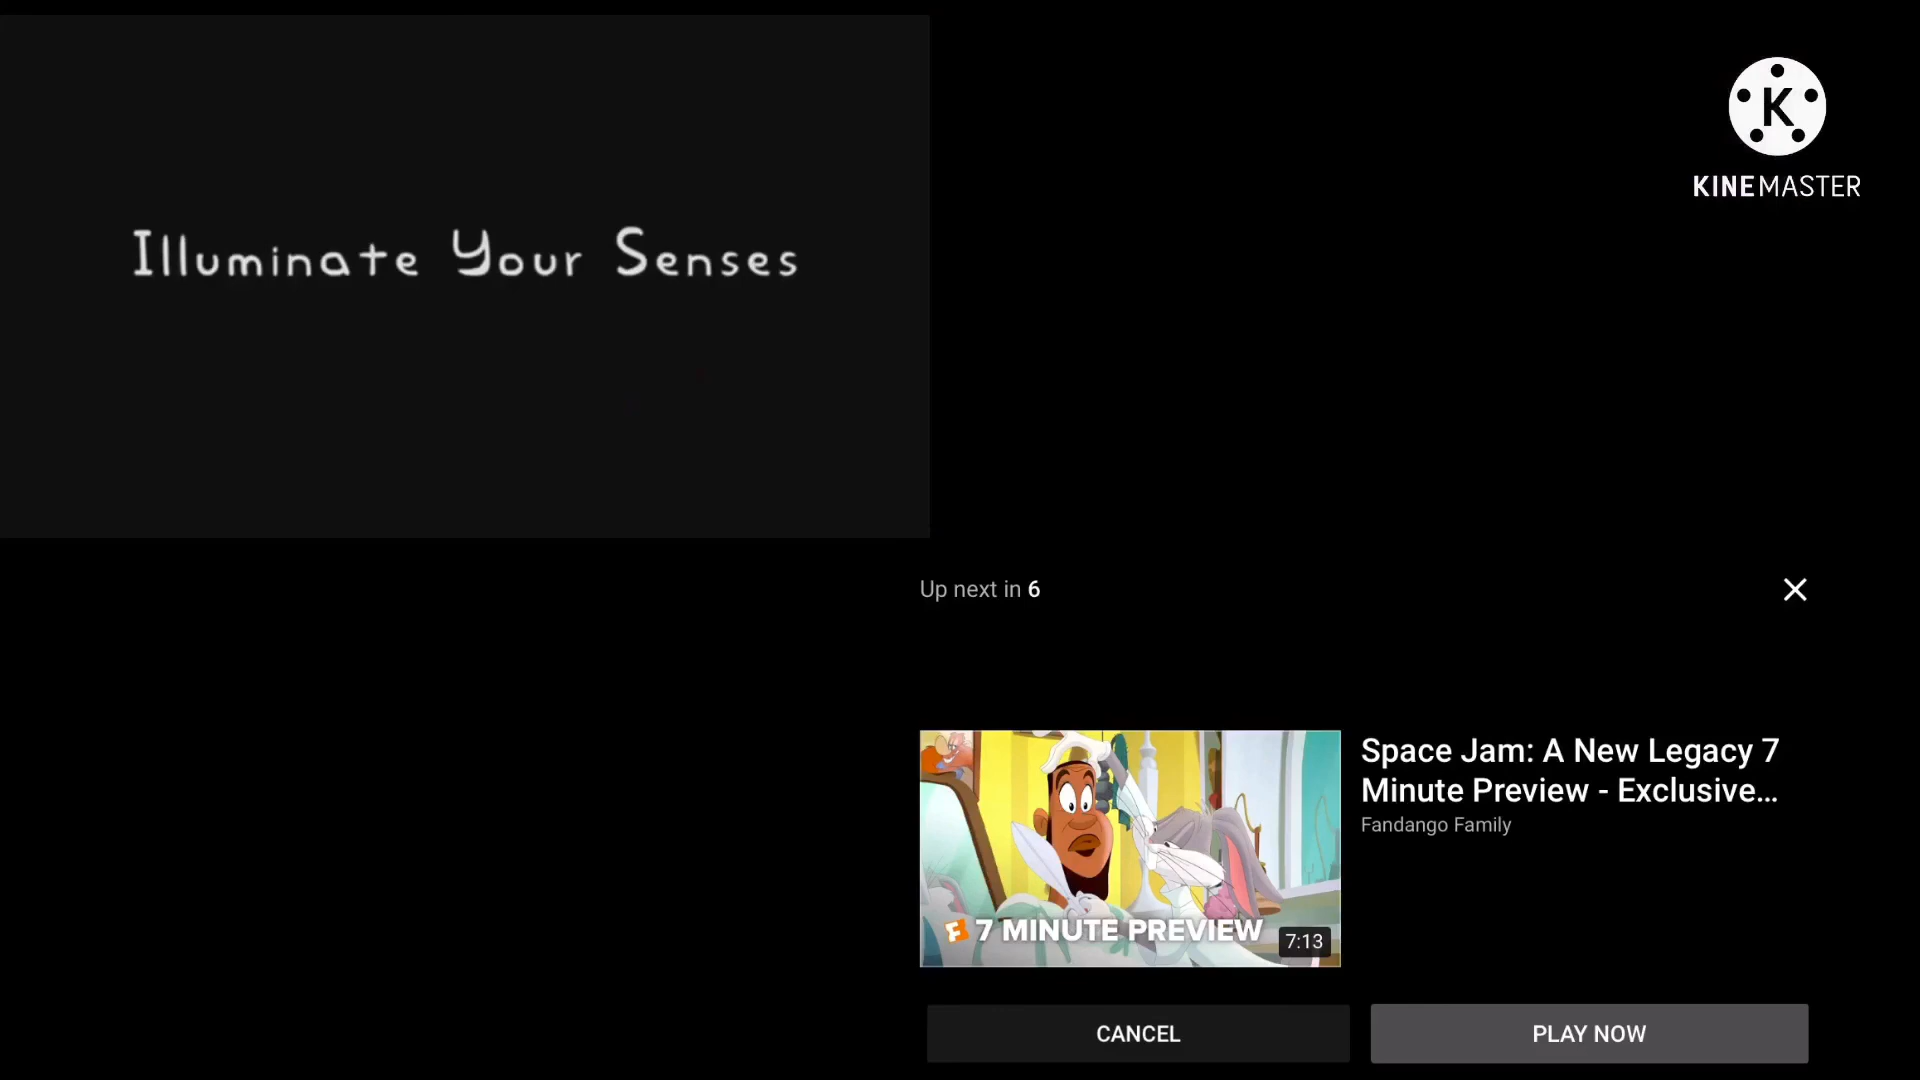 Illuminate Your Senses
K
KINEMASTER
Up next in 6
Space Jam: A New Legacy 7
Minute Preview - Exclusive...
Fandango Family
F 7 MINUTE PREVIEW
7:13
CANCEL
PLAY NOW